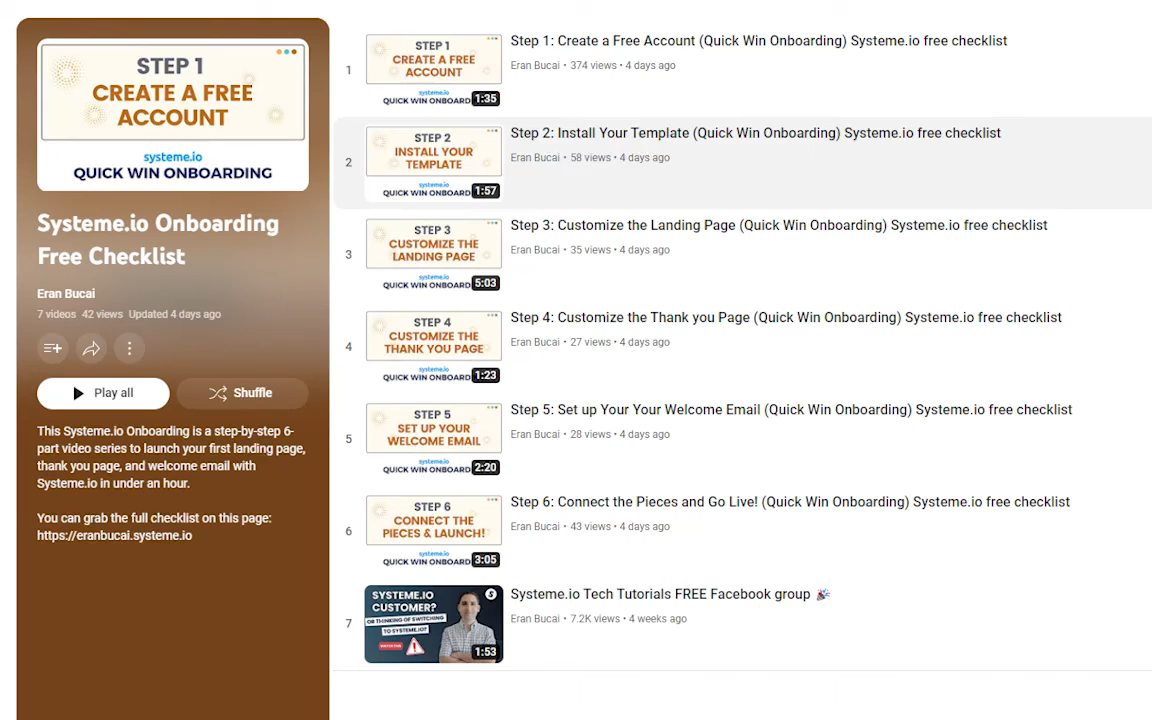 STEP 1
CREATE A FREE
ACCOUNT
systeme.io
QUICK WIN ONBOARDING
Systeme.io Onboarding
Free Checklist
Eran Bucai
7 videos 42 views Updated 4 days ago
Play all
Shuffle
This Systeme.io Onboarding is a step-by-step 6-
part video series to launch your first landing page,
thank you page, and welcome email with
Systeme.io in under an hour.
You can grab the full checklist on this page:
https://eranbucai.systeme.io
1
STEP 1
CREATE A FREE
ACCOUNT
systeme.io
QUICK WIN ONBOARD
1:35
Step 1: Create a Free Account (Quick Win Onboarding) Systeme.io free checklist
Eran Bucai • 374 views • 4 days ago
2
STEP 2
INSTALL YOUR
TEMPLATE
systeme.io
QUICK WIN ONBOARD
1:57
Step 2: Install Your Template (Quick Win Onboarding) Systeme.io free checklist
Eran Bucai • 58 views • 4 days ago
3
STEP 3
CUSTOMIZE THE
LANDING PAGE
systeme.io
QUICK WIN ONBOARD
5:03
Step 3: Customize the Landing Page (Quick Win Onboarding) Systeme.io free checklist
Eran Bucai • 35 views • 4 days ago
4
STEP 4
CUSTOMIZE THE
THANK YOU PAGE
systeme.io
QUICK WIN ONBOARD
1:23
Step 4: Customize the Thank you Page (Quick Win Onboarding) Systeme.io free checklist
Eran Bucai • 27 views • 4 days ago
5
STEP 5
SET UP YOUR
WELCOME EMAIL
systeme.io
QUICK WIN ONBOARD
2:20
Step 5: Set up Your Your Welcome Email (Quick Win Onboarding) Systeme.io free checklist
Eran Bucai • 28 views • 4 days ago
6
STEP 6
CONNECT THE
PIECES & LAUNCH!
systeme.io
QUICK WIN ONBOARD
3:05
Step 6: Connect the Pieces and Go Live! (Quick Win Onboarding) Systeme.io free checklist
Eran Bucai • 43 views • 4 days ago
7
SYSTEME.IO
CUSTOMER?
OR THINKING OF SWITCHING
TO SYSTEME.IO?
1:53
Systeme.io Tech Tutorials FREE Facebook group 🎉
Eran Bucai • 7.2K views • 4 weeks ago